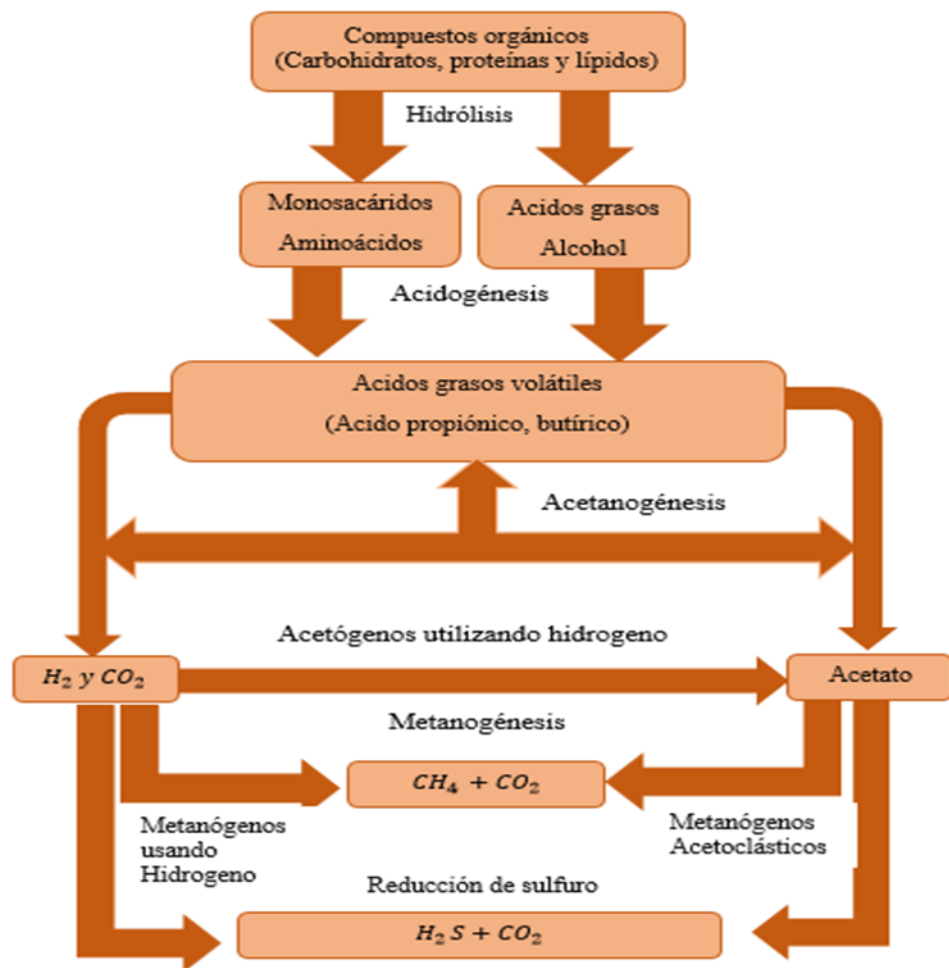 Compuestos orgánicos
(Carbohidratos, proteínas y lípidos)
Hidrólisis
Monosacáridos
Aminoácidos
Acidos grasos
Alcohol
Acidogénesis
Acidos grasos volátiles
(Acido propiónico, butírico)
Acetanogénesis
Acetógenos utilizando hidrogeno
H₂ y CO₂
Acetato
Metanogénesis
CH₄ + CO₂
Metanógenos
usando
Hidrogeno
Metanógenos
Acetoclásticos
Reducción de sulfuro
H₂ S + CO₂